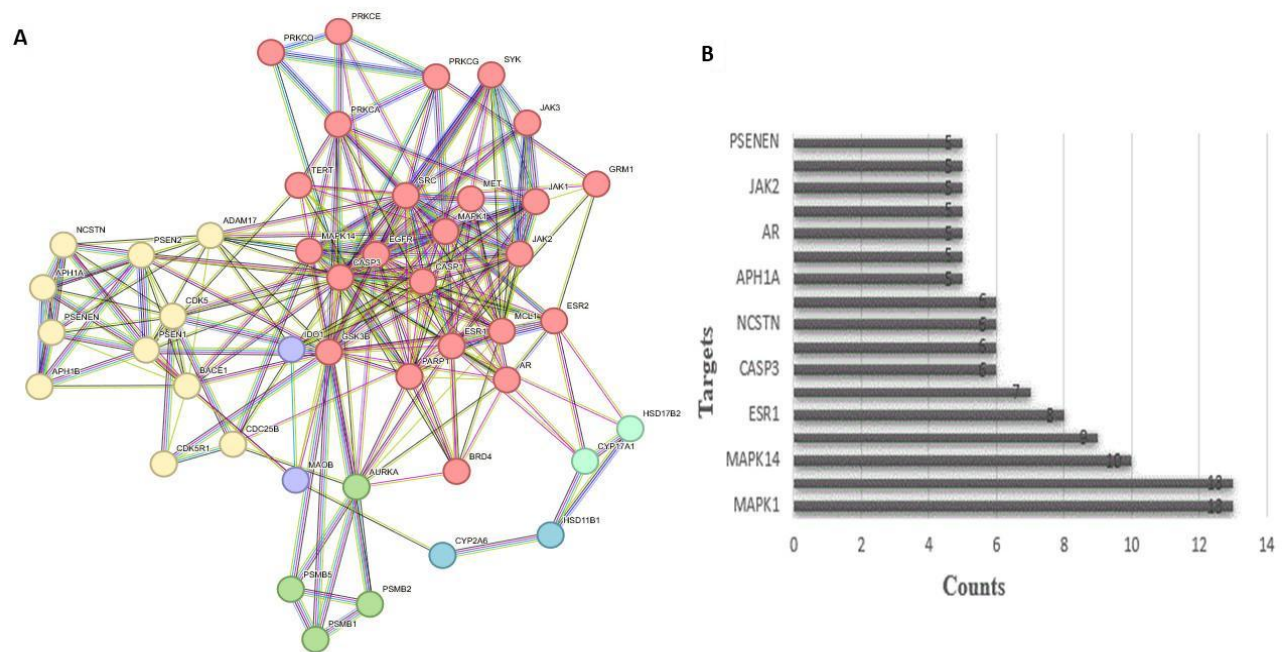 A
PRKCE
PRKCQ
PRKCG
SYK
PRKCA
JAK3
TERT
SRC
MET
JAK1
GRM1
ADAM17
MAPK1
NCSTN
PSEN2
MAPK14
EGFR
JAK2
APH1A
CASP3
CASP1
CDK5
ESR2
PSENEN
IDO1
GSK3B
ESR1
MCL1
PSEN1
PARP1
APH1B
BACE1
AR
HSD17B2
CDC25B
CYP17A1
CDK5R1
MAOB
AURKA
BRD4
HSD11B1
CYP2A6
PSMB5
PSMB2
PSMB1
B
Targets
PSENEN 5
5
JAK2 5
5
AR 5
5
APH1A 5
6
NCSTN 6
6
CASP3 6
7
ESR1 8
9
MAPK14 10
13
MAPK1 13
0 2 4 6 8 10 12 14
Counts